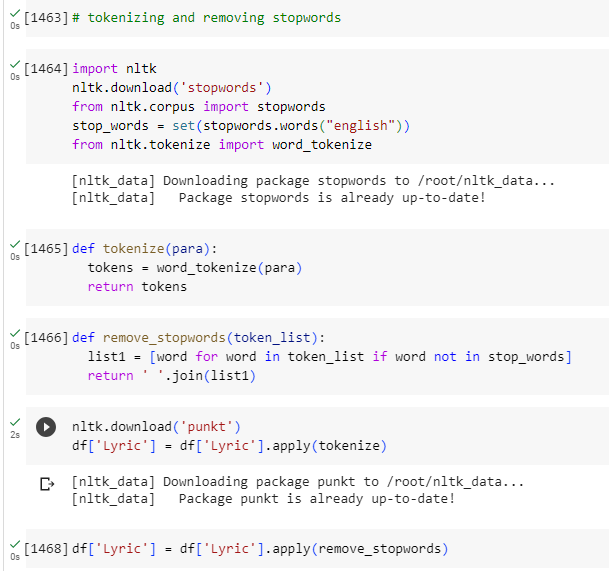 [1463] # tokenizing and removing stopwords
0s
[1464] import nltk
0s
nltk.download('stopwords')
from nltk.corpus import stopwords
stop_words = set(stopwords.words("english"))
from nltk.tokenize import word_tokenize
[nltk_data] Downloading package stopwords to /root/nltk_data...
[nltk_data]   Package stopwords is already up-to-date!
[1465] def tokenize(para):
0s
  tokens = word_tokenize(para)
  return tokens
[1466] def remove_stopwords(token_list):
0s
  list1 = [word for word in token_list if word not in stop_words]
  return ' '.join(list1)
nltk.download('punkt')
2s
df['Lyric'] = df['Lyric'].apply(tokenize)
[nltk_data] Downloading package punkt to /root/nltk_data...
[nltk_data]   Package punkt is already up-to-date!
[1468] df['Lyric'] = df['Lyric'].apply(remove_stopwords)
0s